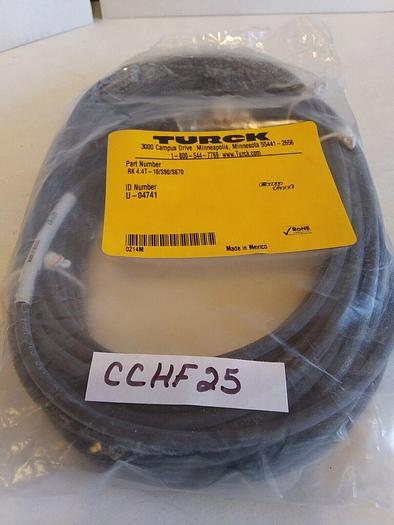 TURCK
3000 Campus Drive Minneapolis, Minnesota 55441-2656
1-800-544-7769 www.Turck.com
Part Number
RK 4.4T-10/S90/S670
ID Number
U-04741
RoHS
0214M
Made in Mexico
CCHF25